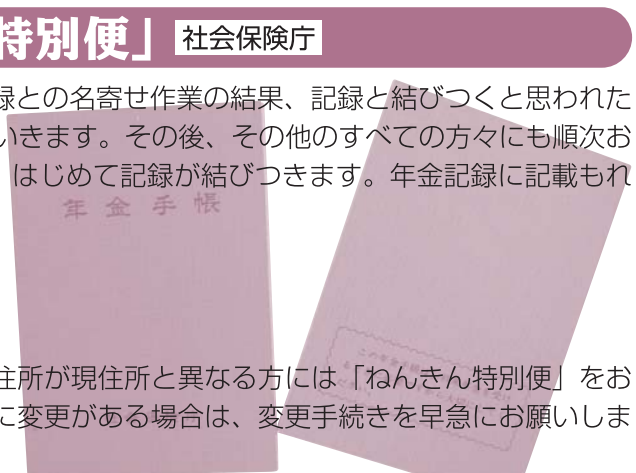 特別便」 社会保険庁
録との名寄せ作業の結果、記録と結びつくと思われた
いきます。その後、その他のすべての方々にも順次お
はじめて記録が結びつきます。年金記録に記載もれ
年金手帳
住所が現住所と異なる方には「ねんきん特別便」をお
に変更がある場合は、変更手続きを早急にお願いしま